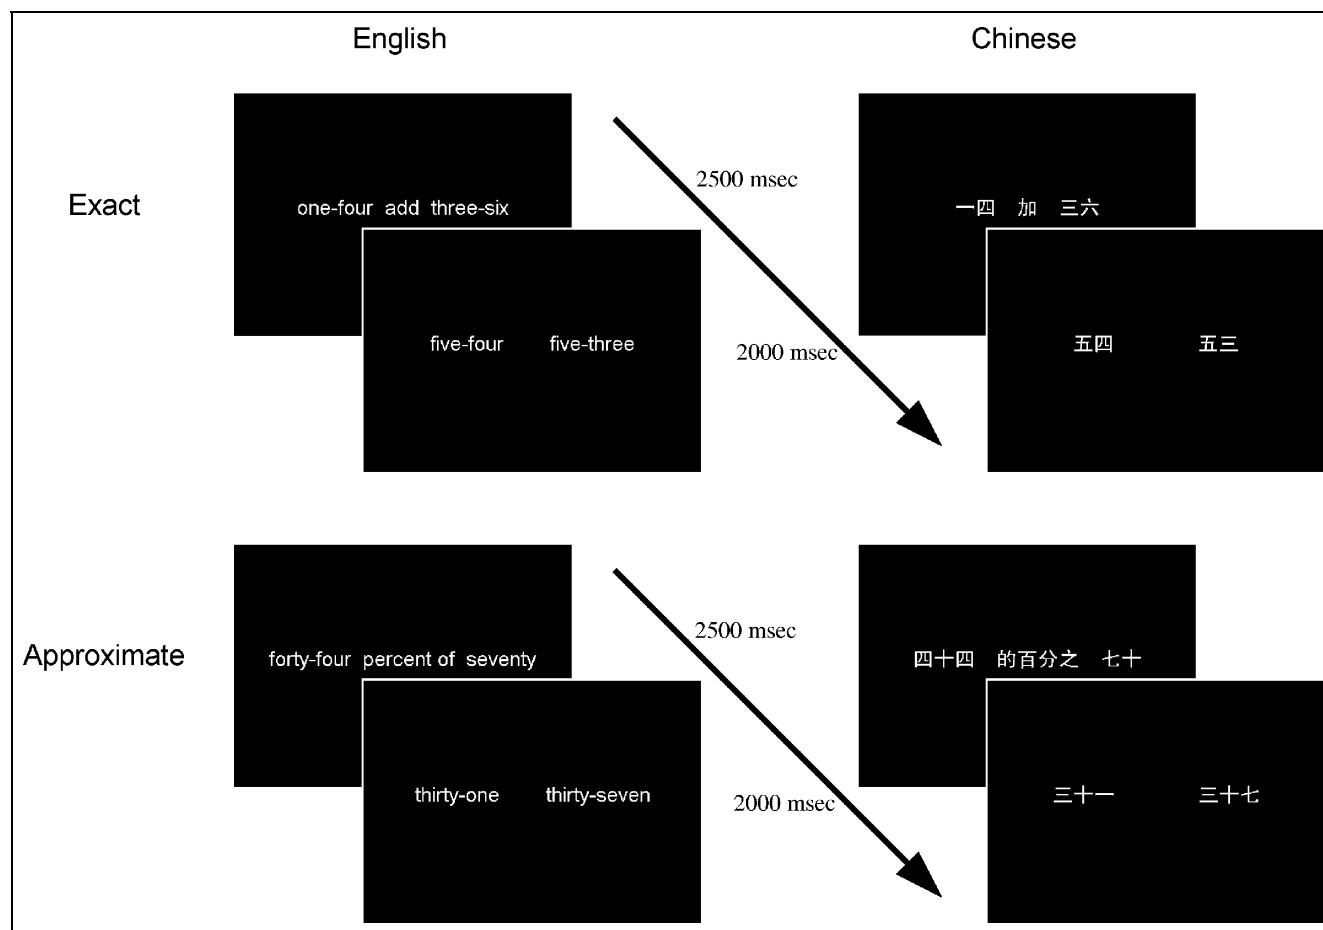 English
Chinese
Exact
one-four add three-six
five-four five-three
2500 msec
2000 msec
一四 加 三六
五四 五三
Approximate
forty-four percent of seventy
thirty-one thirty-seven
2500 msec
2000 msec
四十四 的百分之 七十
三十一 三十七